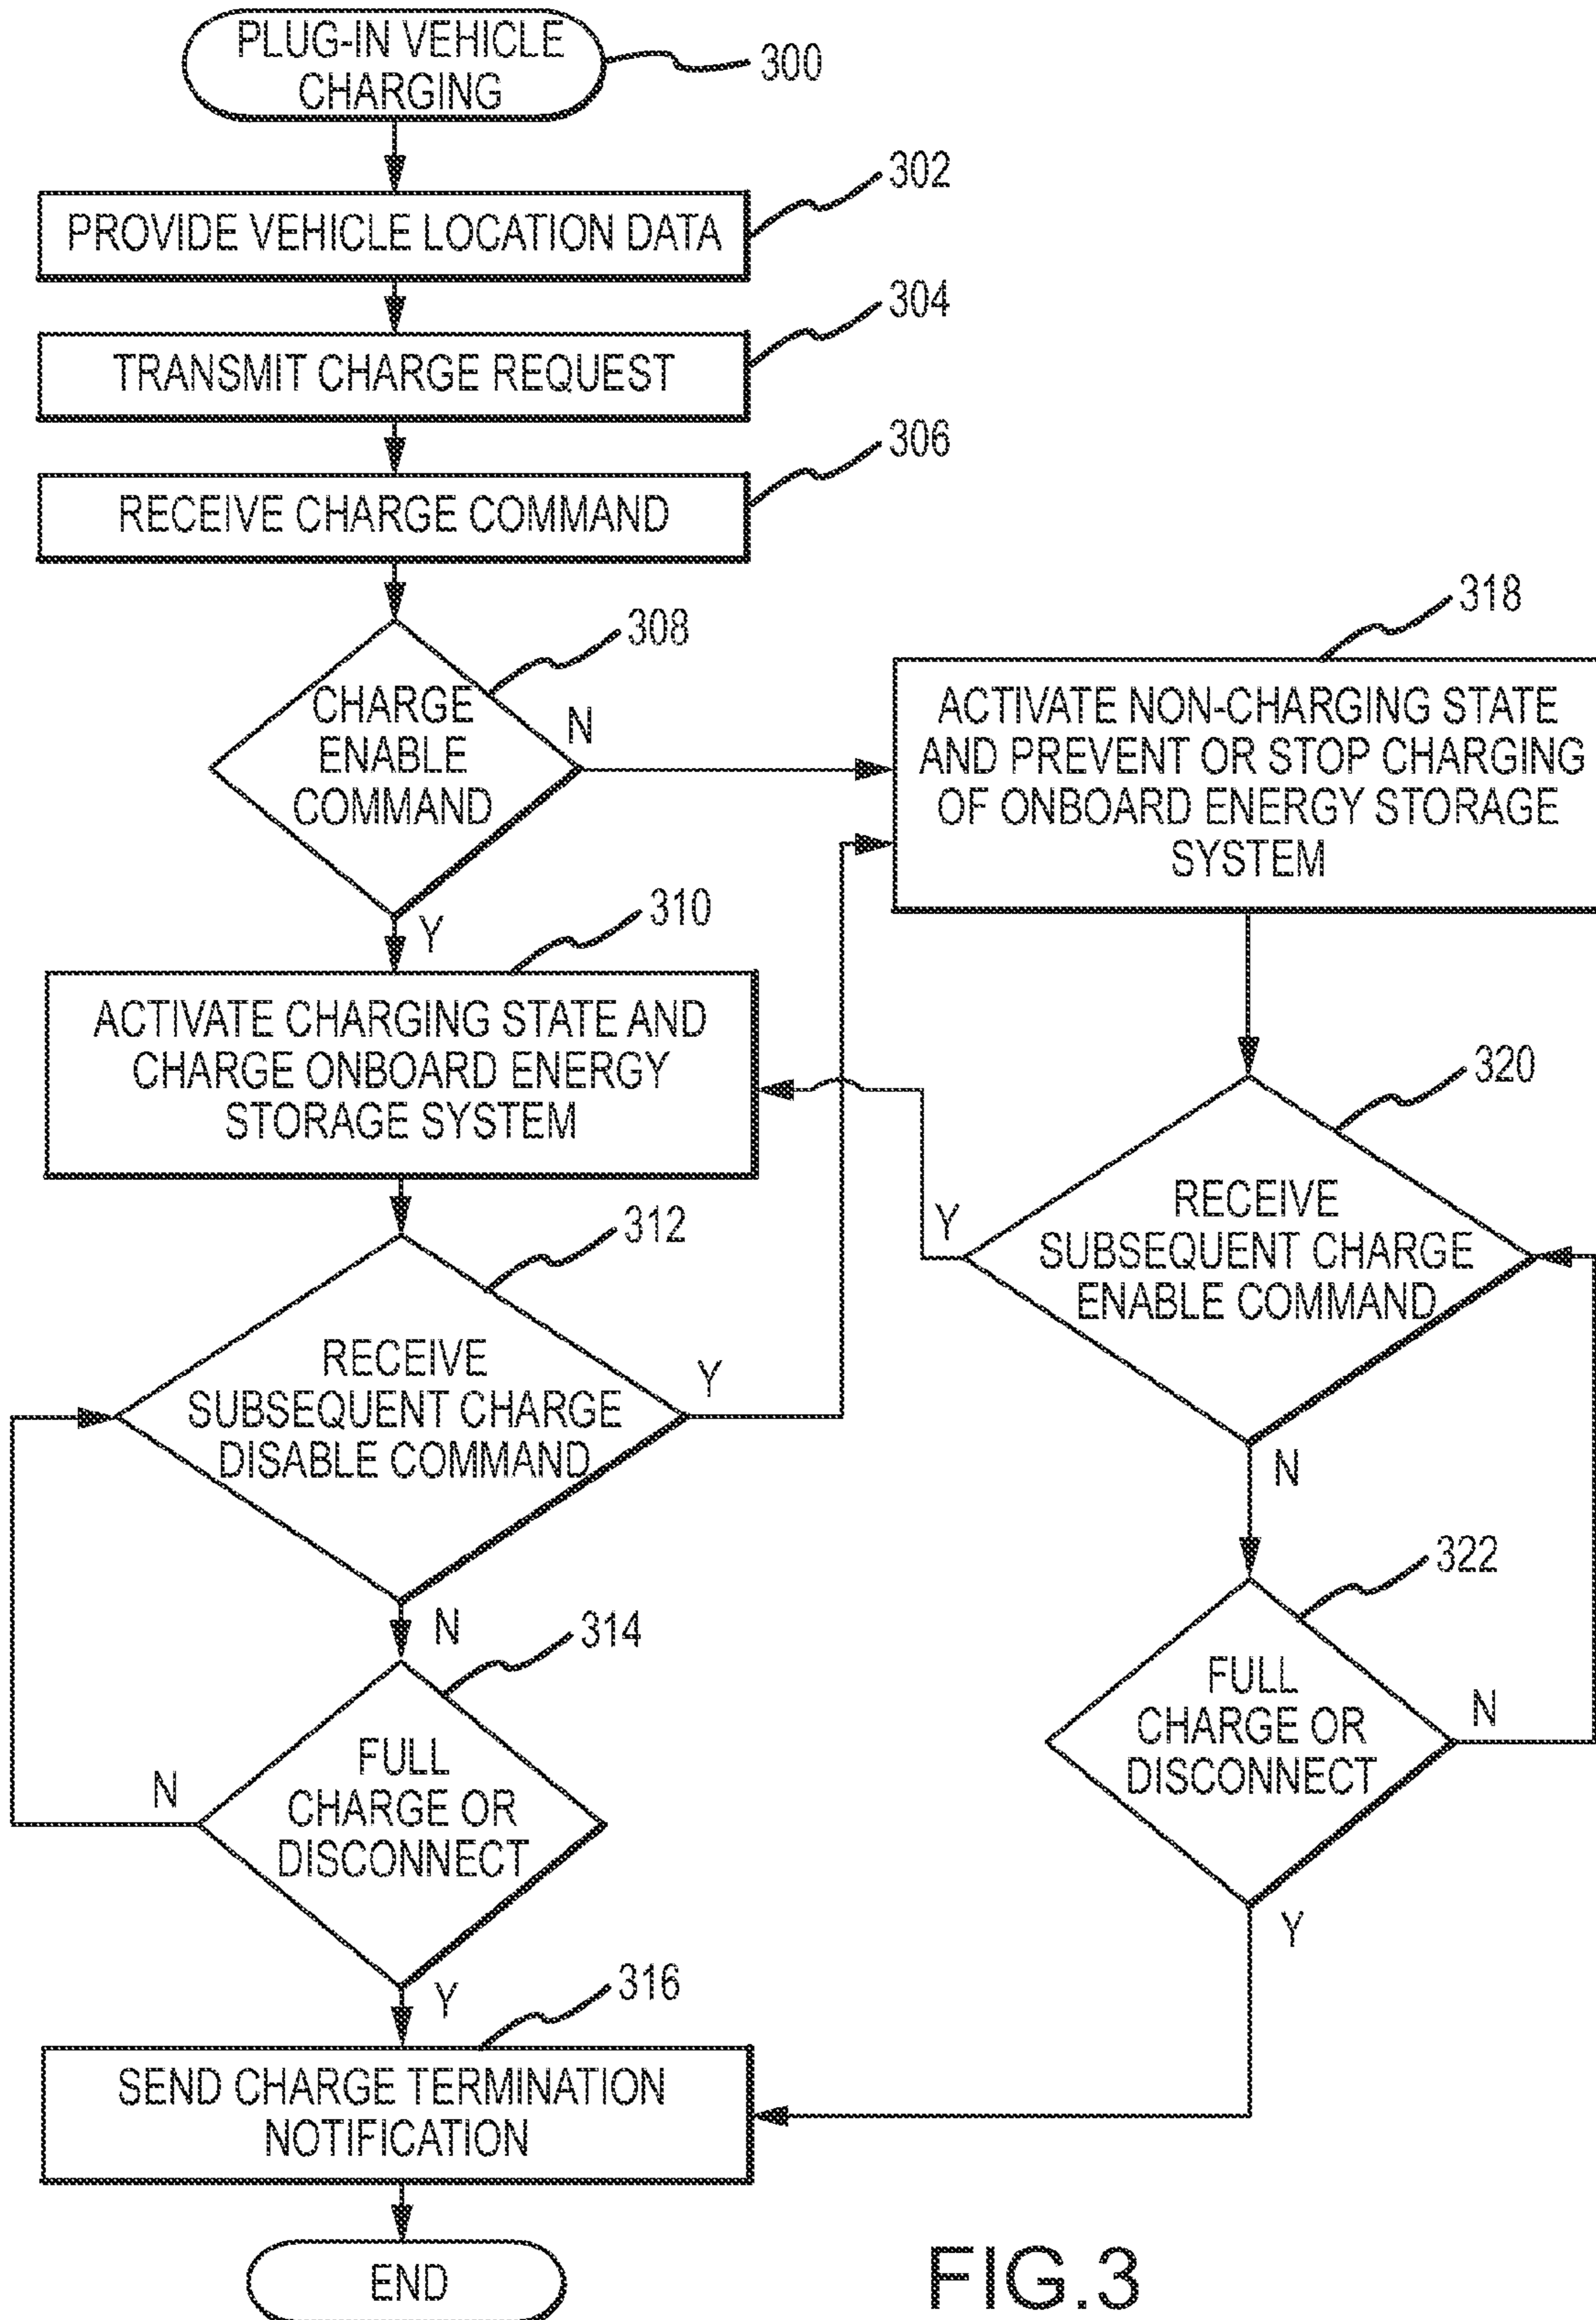 PLUG-IN VEHICLE
CHARGING
300
302
PROVIDE VEHICLE LOCATION DATA
304
TRANSMIT CHARGE REQUEST
306
RECEIVE CHARGE COMMAND
308
CHARGE
ENABLE
COMMAND
N
Y
318
ACTIVATE NON-CHARGING STATE
AND PREVENT OR STOP CHARGING
OF ONBOARD ENERGY STORAGE
SYSTEM
310
ACTIVATE CHARGING STATE AND
CHARGE ONBOARD ENERGY
STORAGE SYSTEM
320
RECEIVE
SUBSEQUENT CHARGE
ENABLE COMMAND
Y
N
312
RECEIVE
SUBSEQUENT CHARGE
DISABLE COMMAND
Y
N
322
FULL
CHARGE OR
DISCONNECT
N
Y
314
FULL
CHARGE OR
DISCONNECT
N
Y
316
SEND CHARGE TERMINATION
NOTIFICATION
END
FIG.3